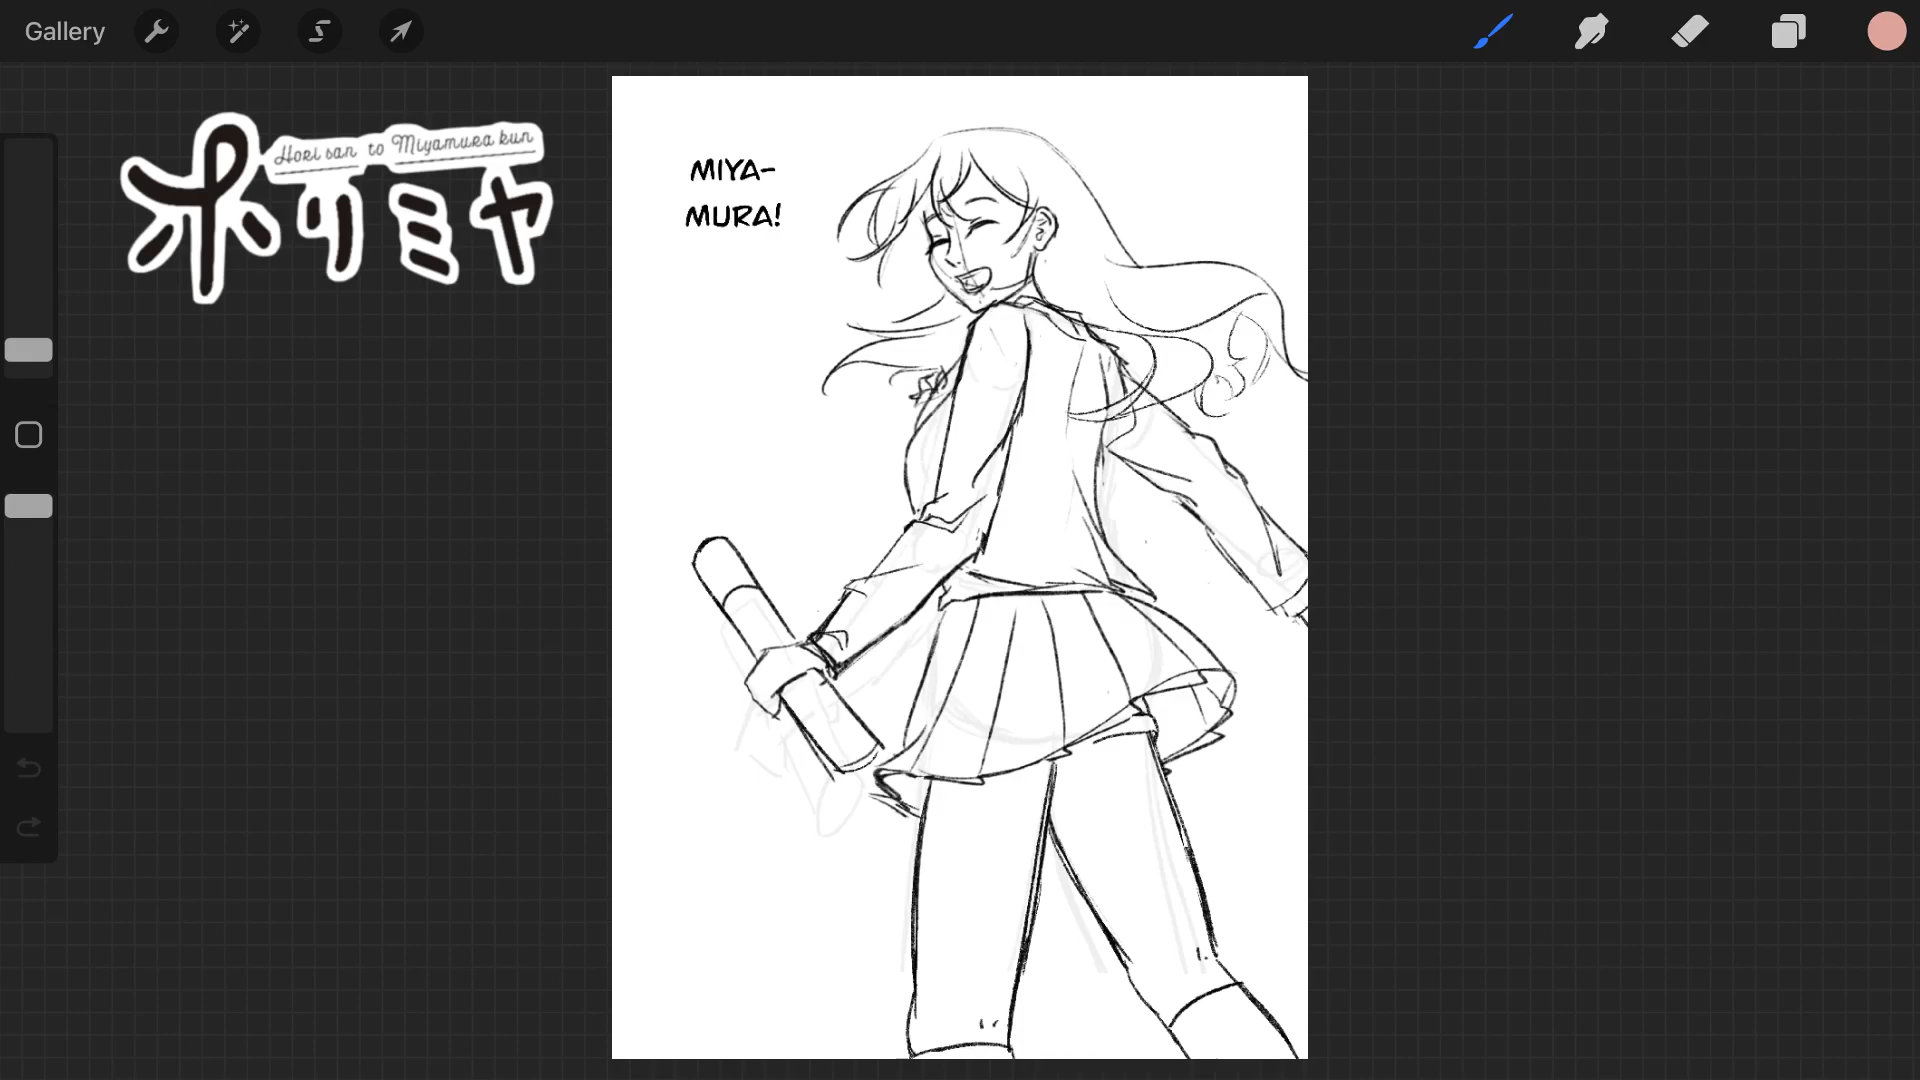 Gallery
Hori san to Miyamura kun
ホリミヤ
MIYA-
MURA!